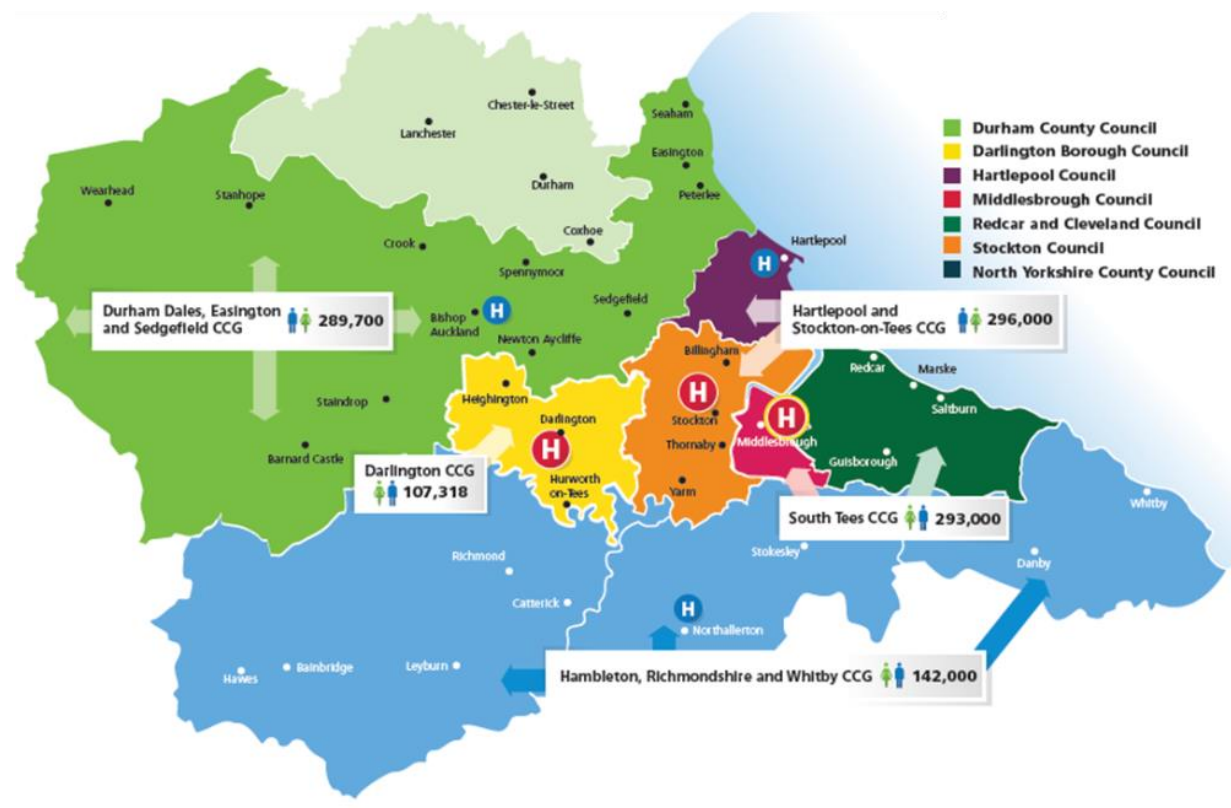 Chester-le-Street
Lanchester
Seaham
Easington
Durham
Peterlee
Wearhead
Stanhope
Coxhoe
Crook
Spennymoor
Sedgefield
Bishop
Auckland
H
Newton Aycliffe
Hartlepool
H
Durham County Council
Darlington Borough Council
Hartlepool Council
Middlesbrough Council
Redcar and Cleveland Council
Stockton Council
North Yorkshire County Council
Durham Dales, Easington
and Sedgefield CCG 289,700
Hartlepool and
Stockton-on-Tees CCG 296,000
Billingham
Redcar
Marske
Saltburn
Heighington
Staindrop
Darlington
H
Stockton
H
H
Middlesbrough
Thornaby
Guisborough
Barnard Castle
Darlington CCG
107,318
Hurworth
on-Tees
Yarm
South Tees CCG 293,000
Whitby
Richmond
Stokesley
Danby
Catterick
H
Northallerton
Hawes
Bainbridge
Leyburn
Hambleton, Richmondshire and Whitby CCG 142,000